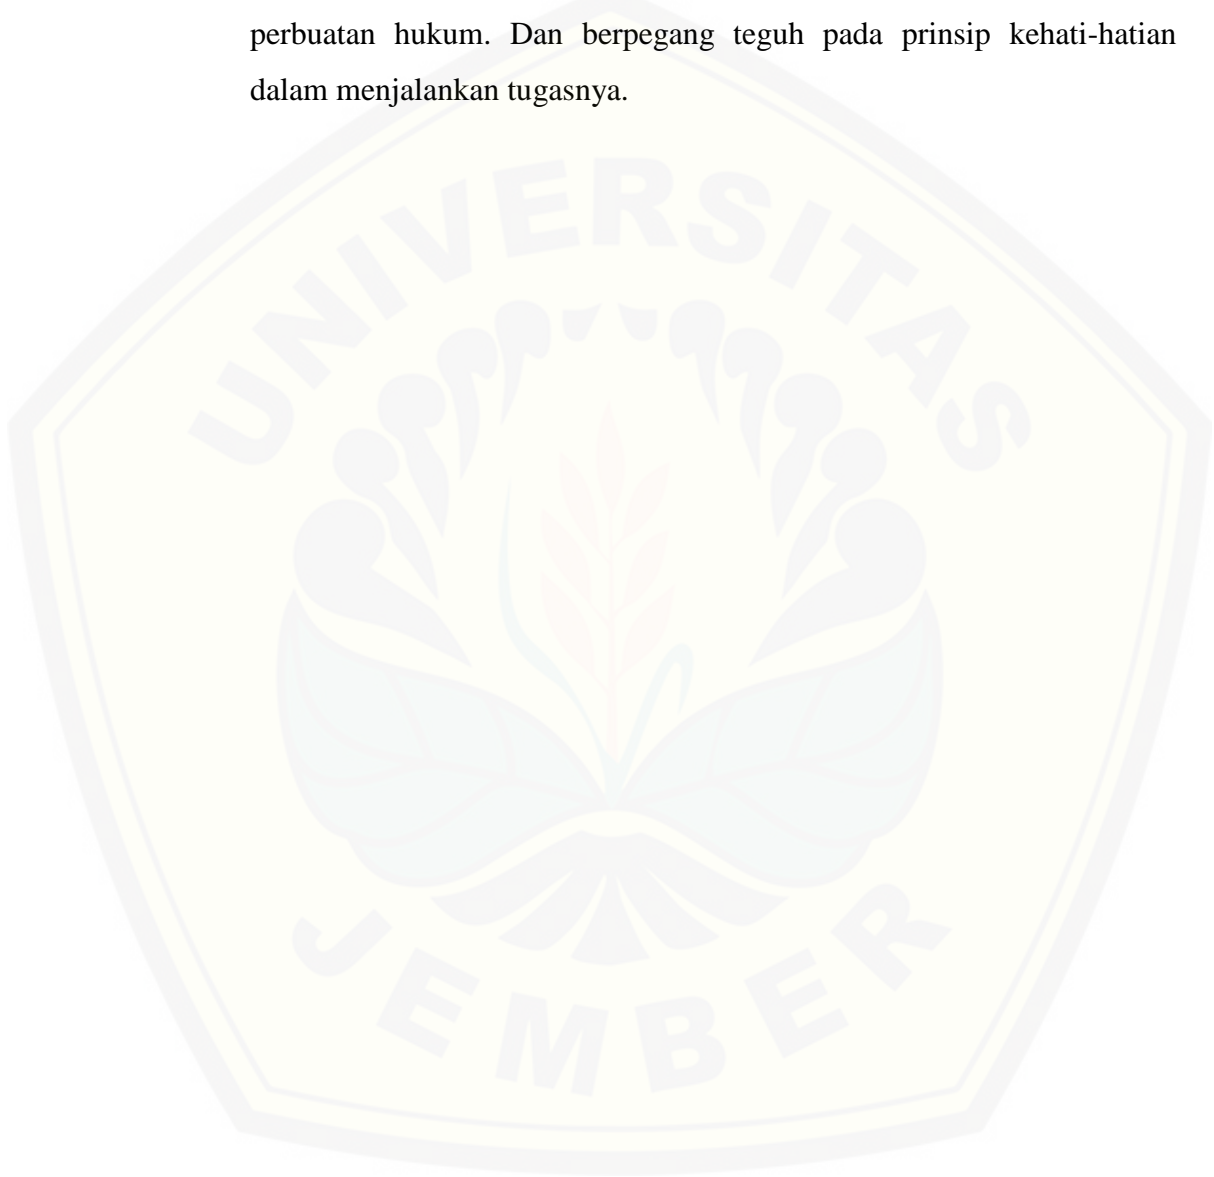 perbuatan hukum. Dan berpegang teguh pada prinsip kehati-hatian
dalam menjalankan tugasnya.
UNIVERSITAS
JEMBER